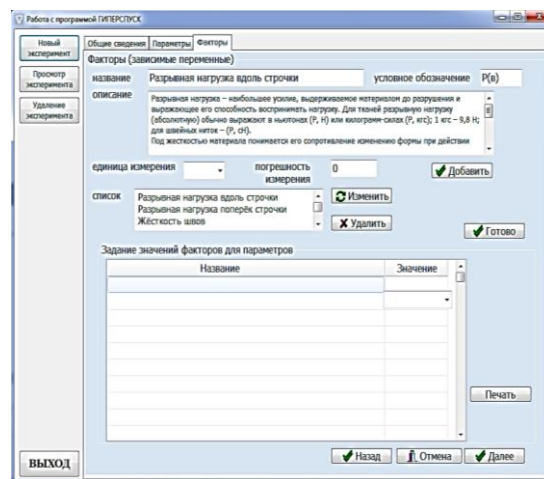 Работа с программой ГИПЕРСПУСК
Новый эксперимент
Просмотр эксперимента
Удаление эксперимента
ВЫХОД
Общие сведения Параметры Факторы
Факторы (зависимые переменные)
название Разрывная нагрузка вдоль строчки условное обозначение Р(в)
описание
Разрывная нагрузка – наибольшее усилие, выдерживаемое материалом до разрушения и
выражающее его способность воспринимать нагрузку. Для тканей разрывную нагрузку
(абсолютную) обычно выражают в ньютонах (Р, Н) или килограмм-силах (Р, кгс); 1 кгс – 9,8 Н;
для швейных ниток – (Р, сН).
Под жесткостью материала понимается его сопротивление изменению формы при действии
единица измерения погрешность измерения 0 Добавить
список
Разрывная нагрузка вдоль строчки
Разрывная нагрузка поперёк строчки
Жёсткость швов
Изменить
Удалить
Готово
Задание значений факторов для параметров
Название Значение
Печать
Назад Отмена Далее